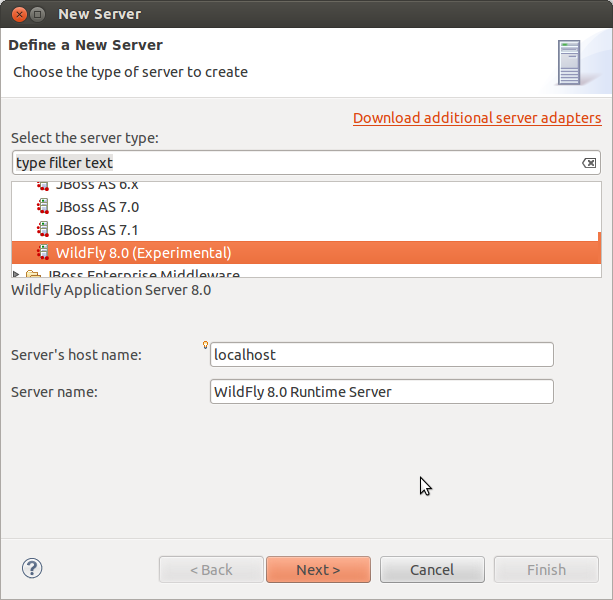 New Server
Define a New Server
Choose the type of server to create
Download additional server adapters
Select the server type:
type filter text
JBoss AS 6.x
JBoss AS 7.0
JBoss AS 7.1
WildFly 8.0 (Experimental)
JBoss Enterprise Middleware
WildFly Application Server 8.0
Server's host name:
localhost
Server name:
WildFly 8.0 Runtime Server
?
< Back
Next >
Cancel
Finish